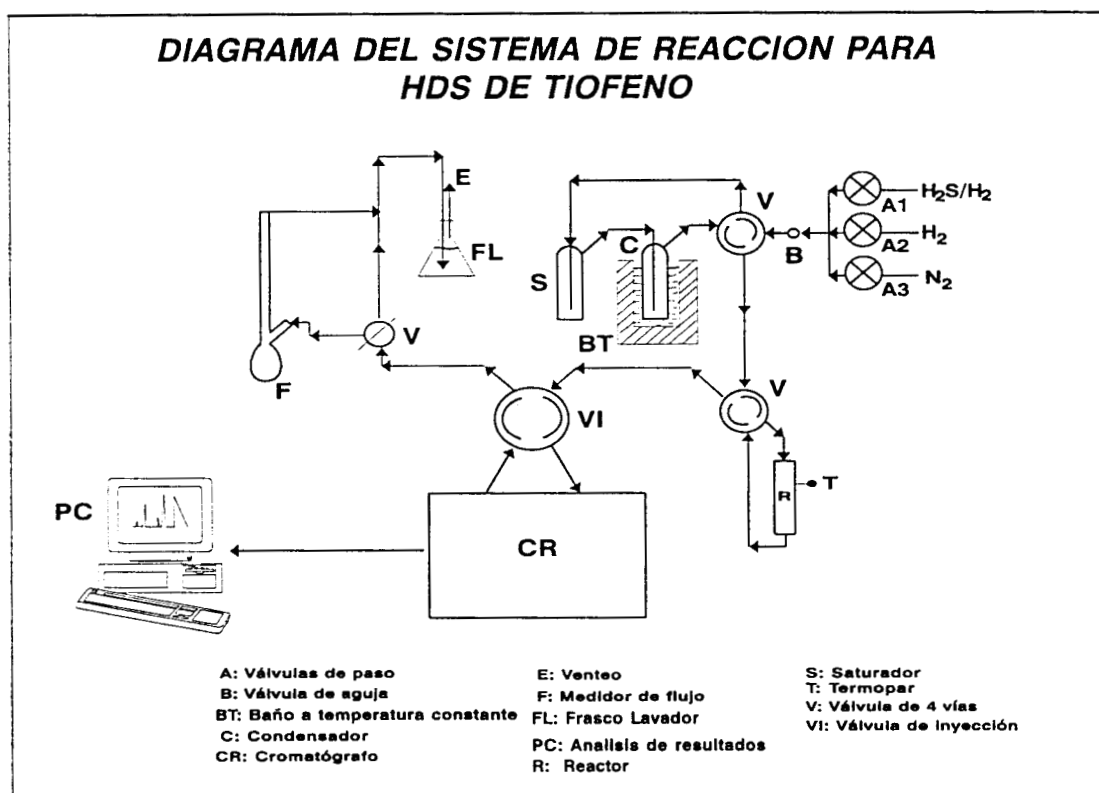 DIAGRAMA DEL SISTEMA DE REACCION PARA
HDS DE TIOFENO
E
FL
F
V
S
C
BT
V
B
A1
H₂S/H₂
A2
H₂
A3
N₂
V
VI
R
T
PC
CR
A: Válvulas de paso
B: Válvula de aguja
BT: Baño a temperatura constante
C: Condensador
CR: Cromatógrafo
E: Venteo
F: Medidor de flujo
FL: Frasco Lavador
PC: Analisis de resultados
R: Reactor
S: Saturador
T: Termopar
V: Válvula de 4 vías
VI: Válvula de inyección